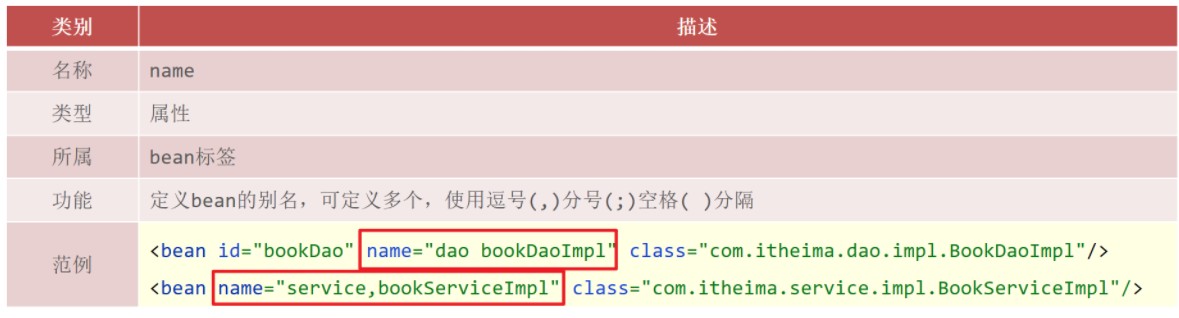 类别 描述
名称 name
类型 属性
所属 bean标签
功能 定义bean的别名，可定义多个，使用逗号(,)分号(;)空格( )分隔
范例 <bean id="bookDao" name="dao bookDaoImpl" class="com.itheima.dao.impl.BookDaoImpl"/>
<bean name="service,bookServiceImpl" class="com.itheima.service.impl.BookServiceImpl"/>